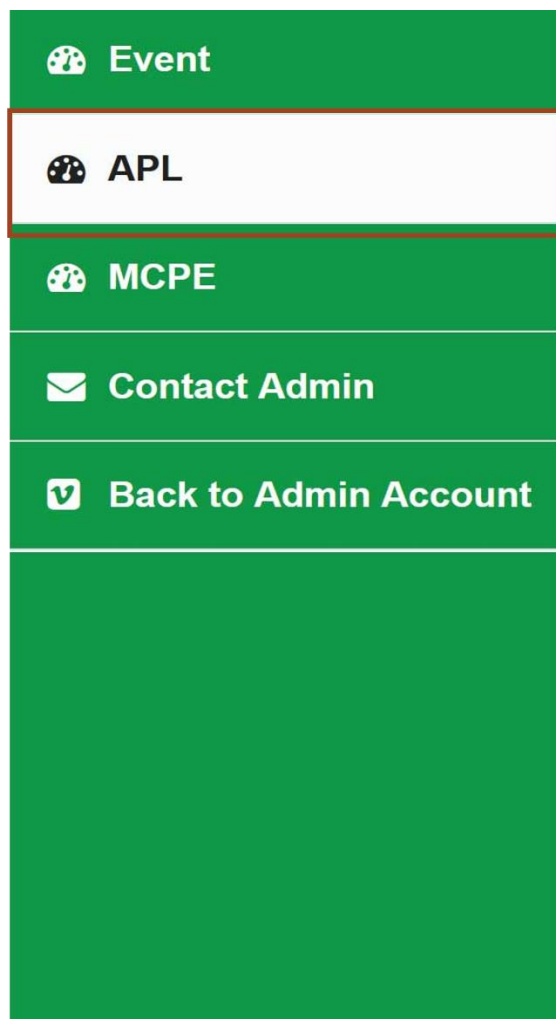 Event
APL
MCPE
Contact Admin
Back to Admin Account